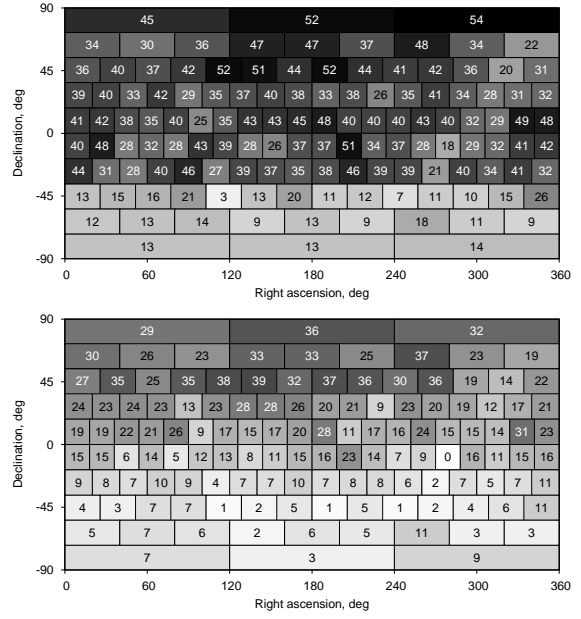 90
45 52 54
34 30 36 47 47 37 48 34 22
45 36 40 37 42 52 51 44 52 44 41 42 36 20 31
39 40 33 42 29 35 37 40 38 33 38 26 35 41 34 28 31 32
41 42 38 35 40 25 35 43 43 45 48 40 40 40 43 40 32 29 49 48
0
40 48 28 32 28 43 39 28 26 37 37 51 34 37 28 18 29 32 41 42
44 31 28 40 46 27 39 37 35 38 46 39 39 21 40 34 41 32
-45 13 15 16 21 3 13 20 11 12 7 11 10 15 26
12 13 14 9 13 9 18 11 9
13 13 14
-90
Declination, deg
0 60 120 180 240 300 360
Right ascension, deg
90
29 36 32
30 26 23 33 33 25 37 23 19
45 27 35 25 35 38 39 32 37 36 30 36 19 14 22
24 23 23 23 13 23 28 28 26 20 21 9 23 20 19 12 17 21
19 19 22 21 26 9 17 15 17 20 28 11 17 16 24 15 15 14 31 23
0
15 15 6 14 5 12 13 8 11 15 16 23 14 7 9 0 16 11 15 16
9 8 7 10 9 4 7 7 10 7 8 8 6 2 7 5 7 11
-45 4 3 7 7 1 2 5 1 5 1 2 4 6 11
5 7 6 2 6 5 11 3 3
7 3 9
-90
Declination, deg
0 60 120 180 240 300 360
Right ascension, deg